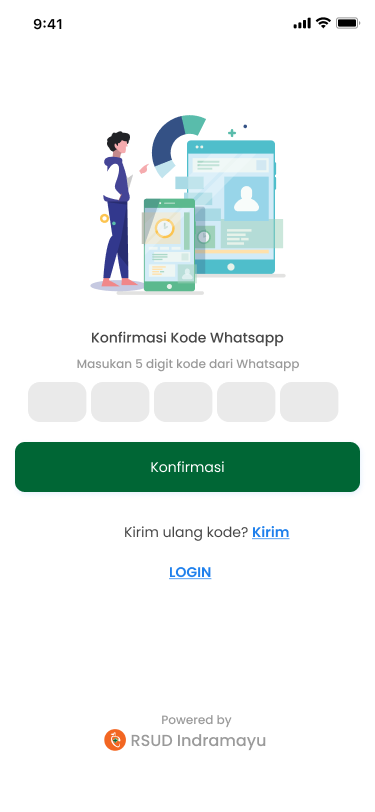 9:41
Konfirmasi Kode Whatsapp
Masukan 5 digit kode dari Whatsapp
Konfirmasi
Kirim ulang kode? Kirim
LOGIN
Powered by
RSUD Indramayu